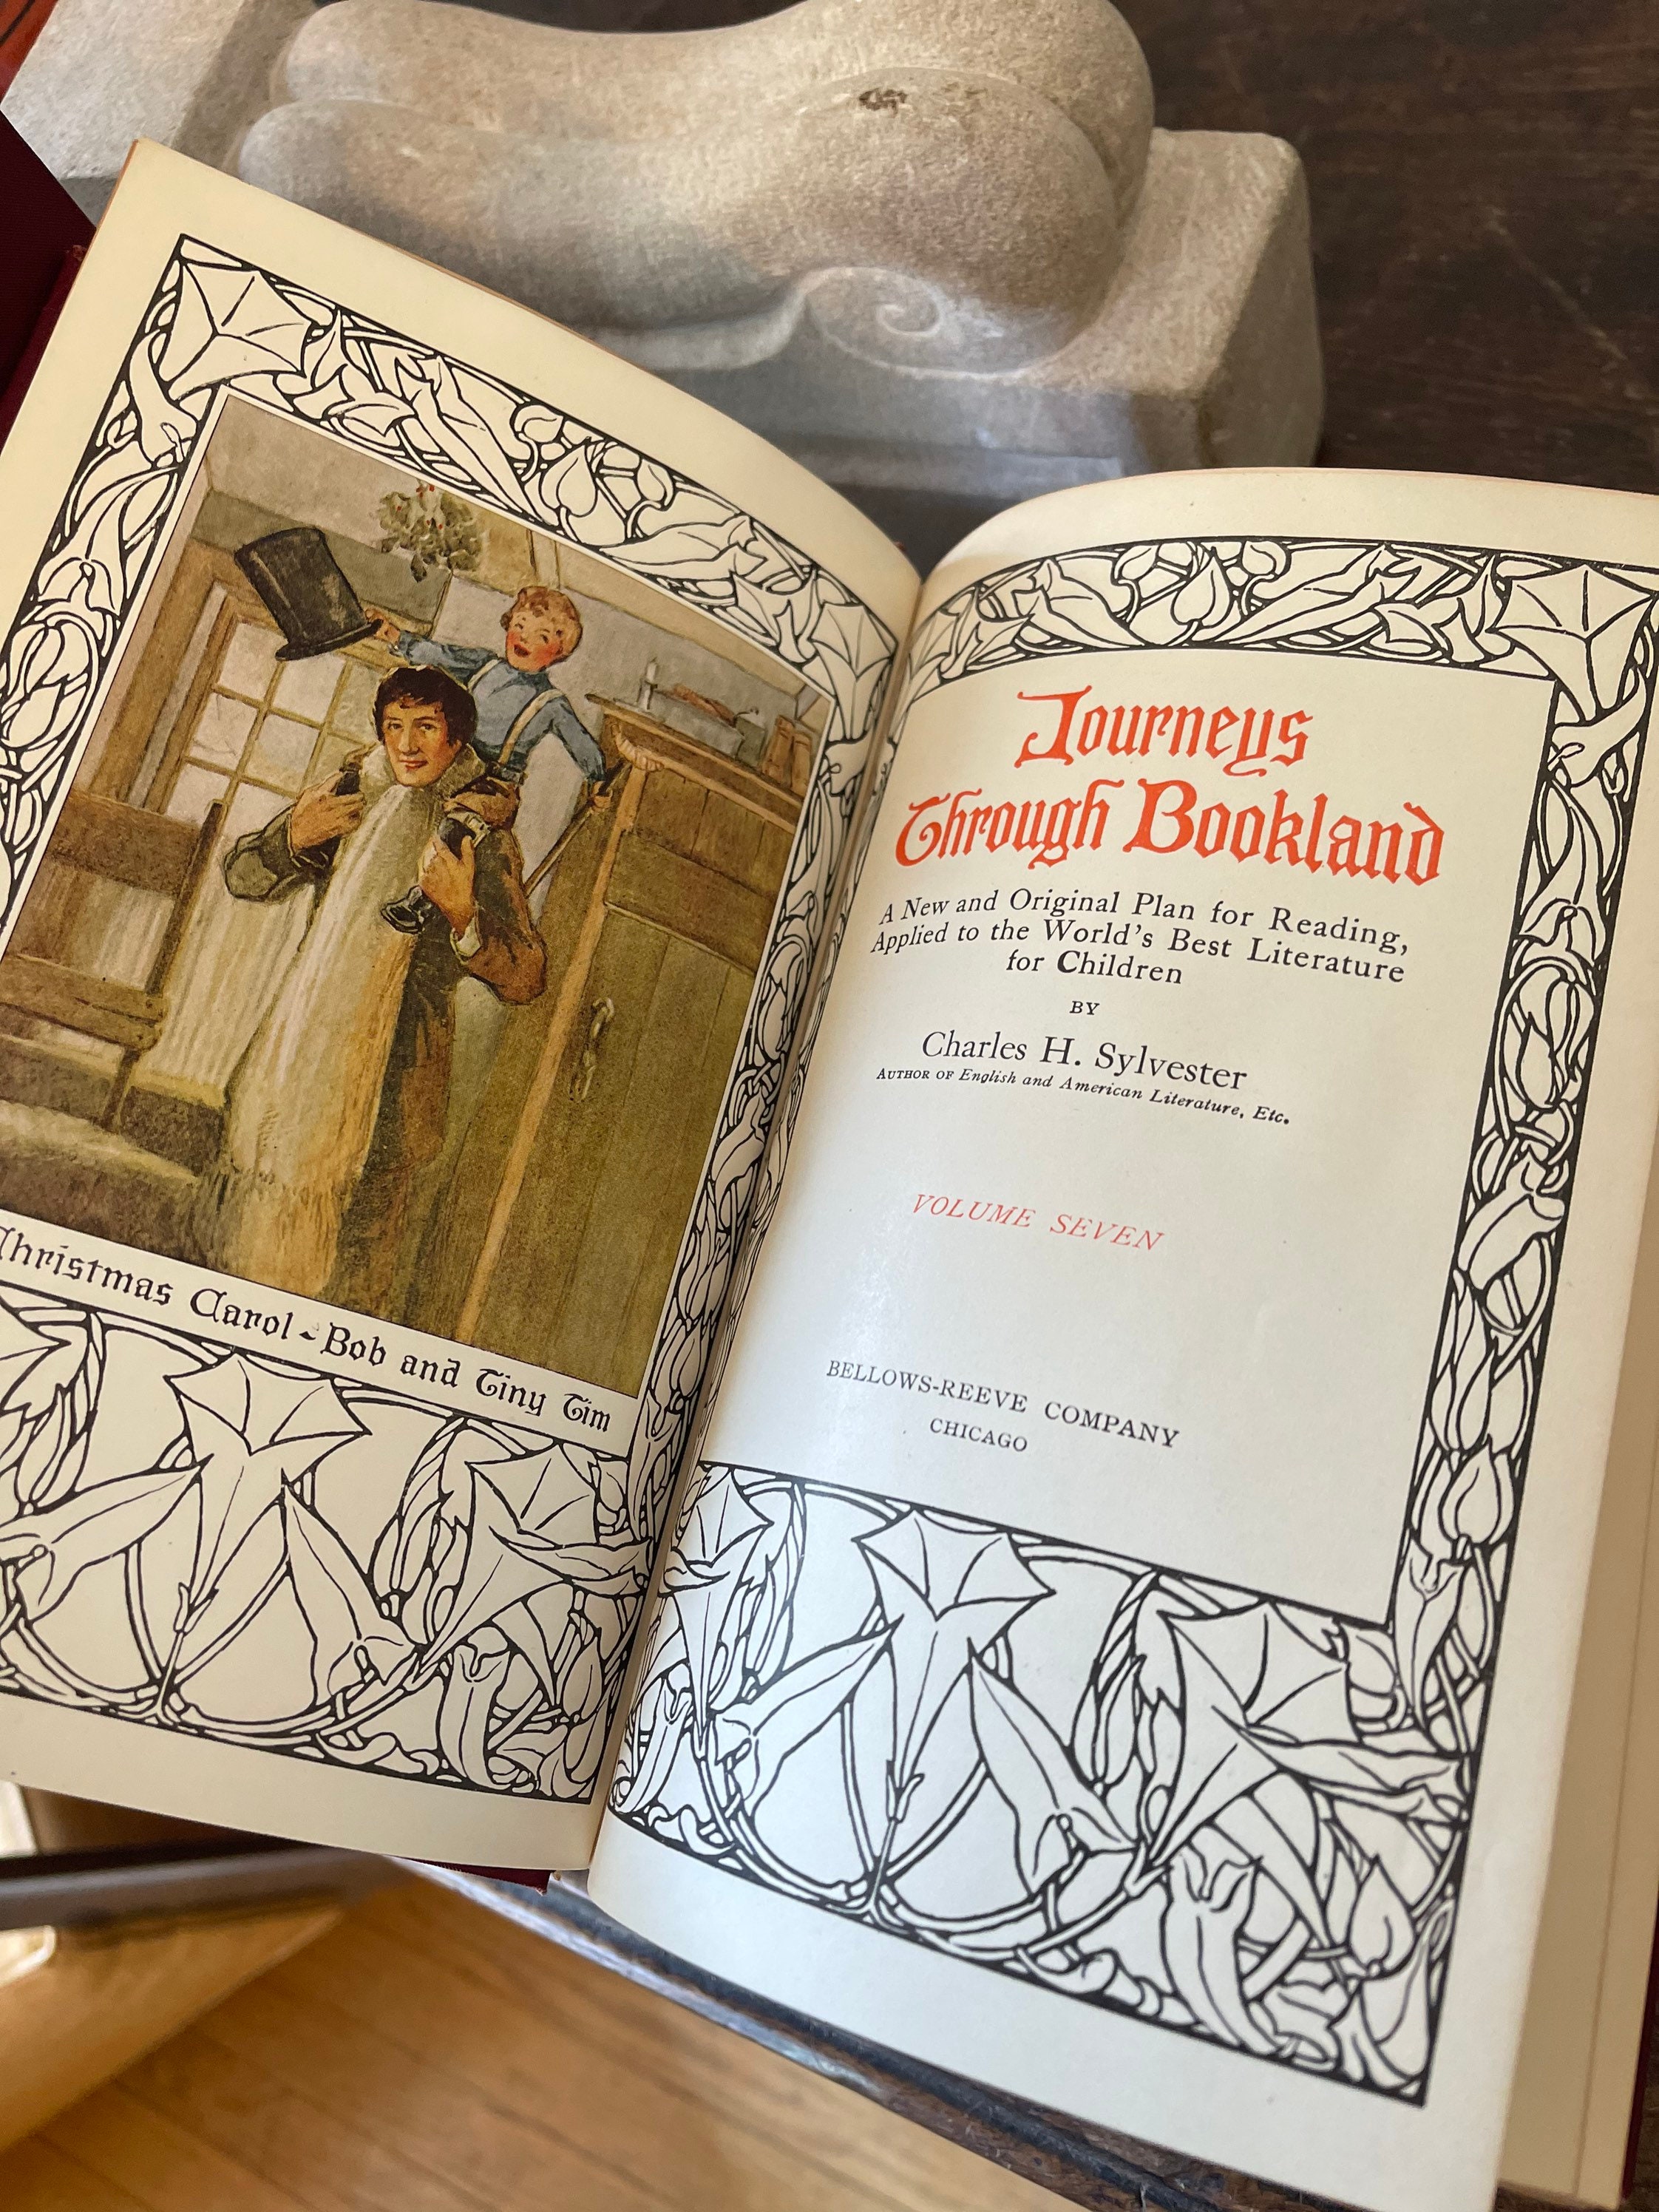 Christmas Carol~Bob and Tiny Tim
Journeys
Through Bookland
A New and Original Plan for Reading,
Applied to the World's Best Literature
for Children
BY
Charles H. Sylvester
AUTHOR OF English and American Literature, Etc.
VOLUME SEVEN
BELLOWS-REEVE COMPANY
CHICAGO